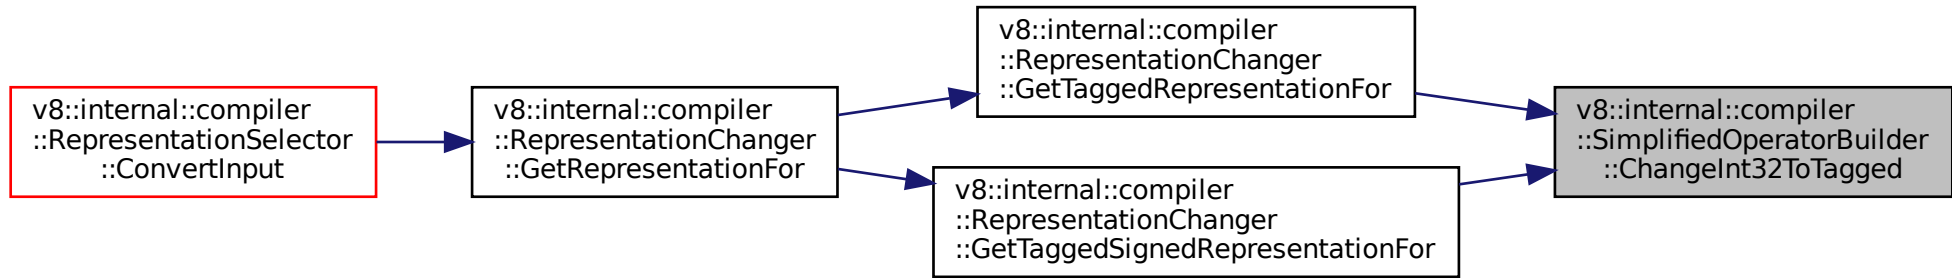 v8::internal::compiler
::RepresentationSelector
::ConvertInput
v8::internal::compiler
::RepresentationChanger
::GetRepresentationFor
v8::internal::compiler
::RepresentationChanger
::GetTaggedRepresentationFor
v8::internal::compiler
::RepresentationChanger
::GetTaggedSignedRepresentationFor
v8::internal::compiler
::SimplifiedOperatorBuilder
::ChangeInt32ToTagged